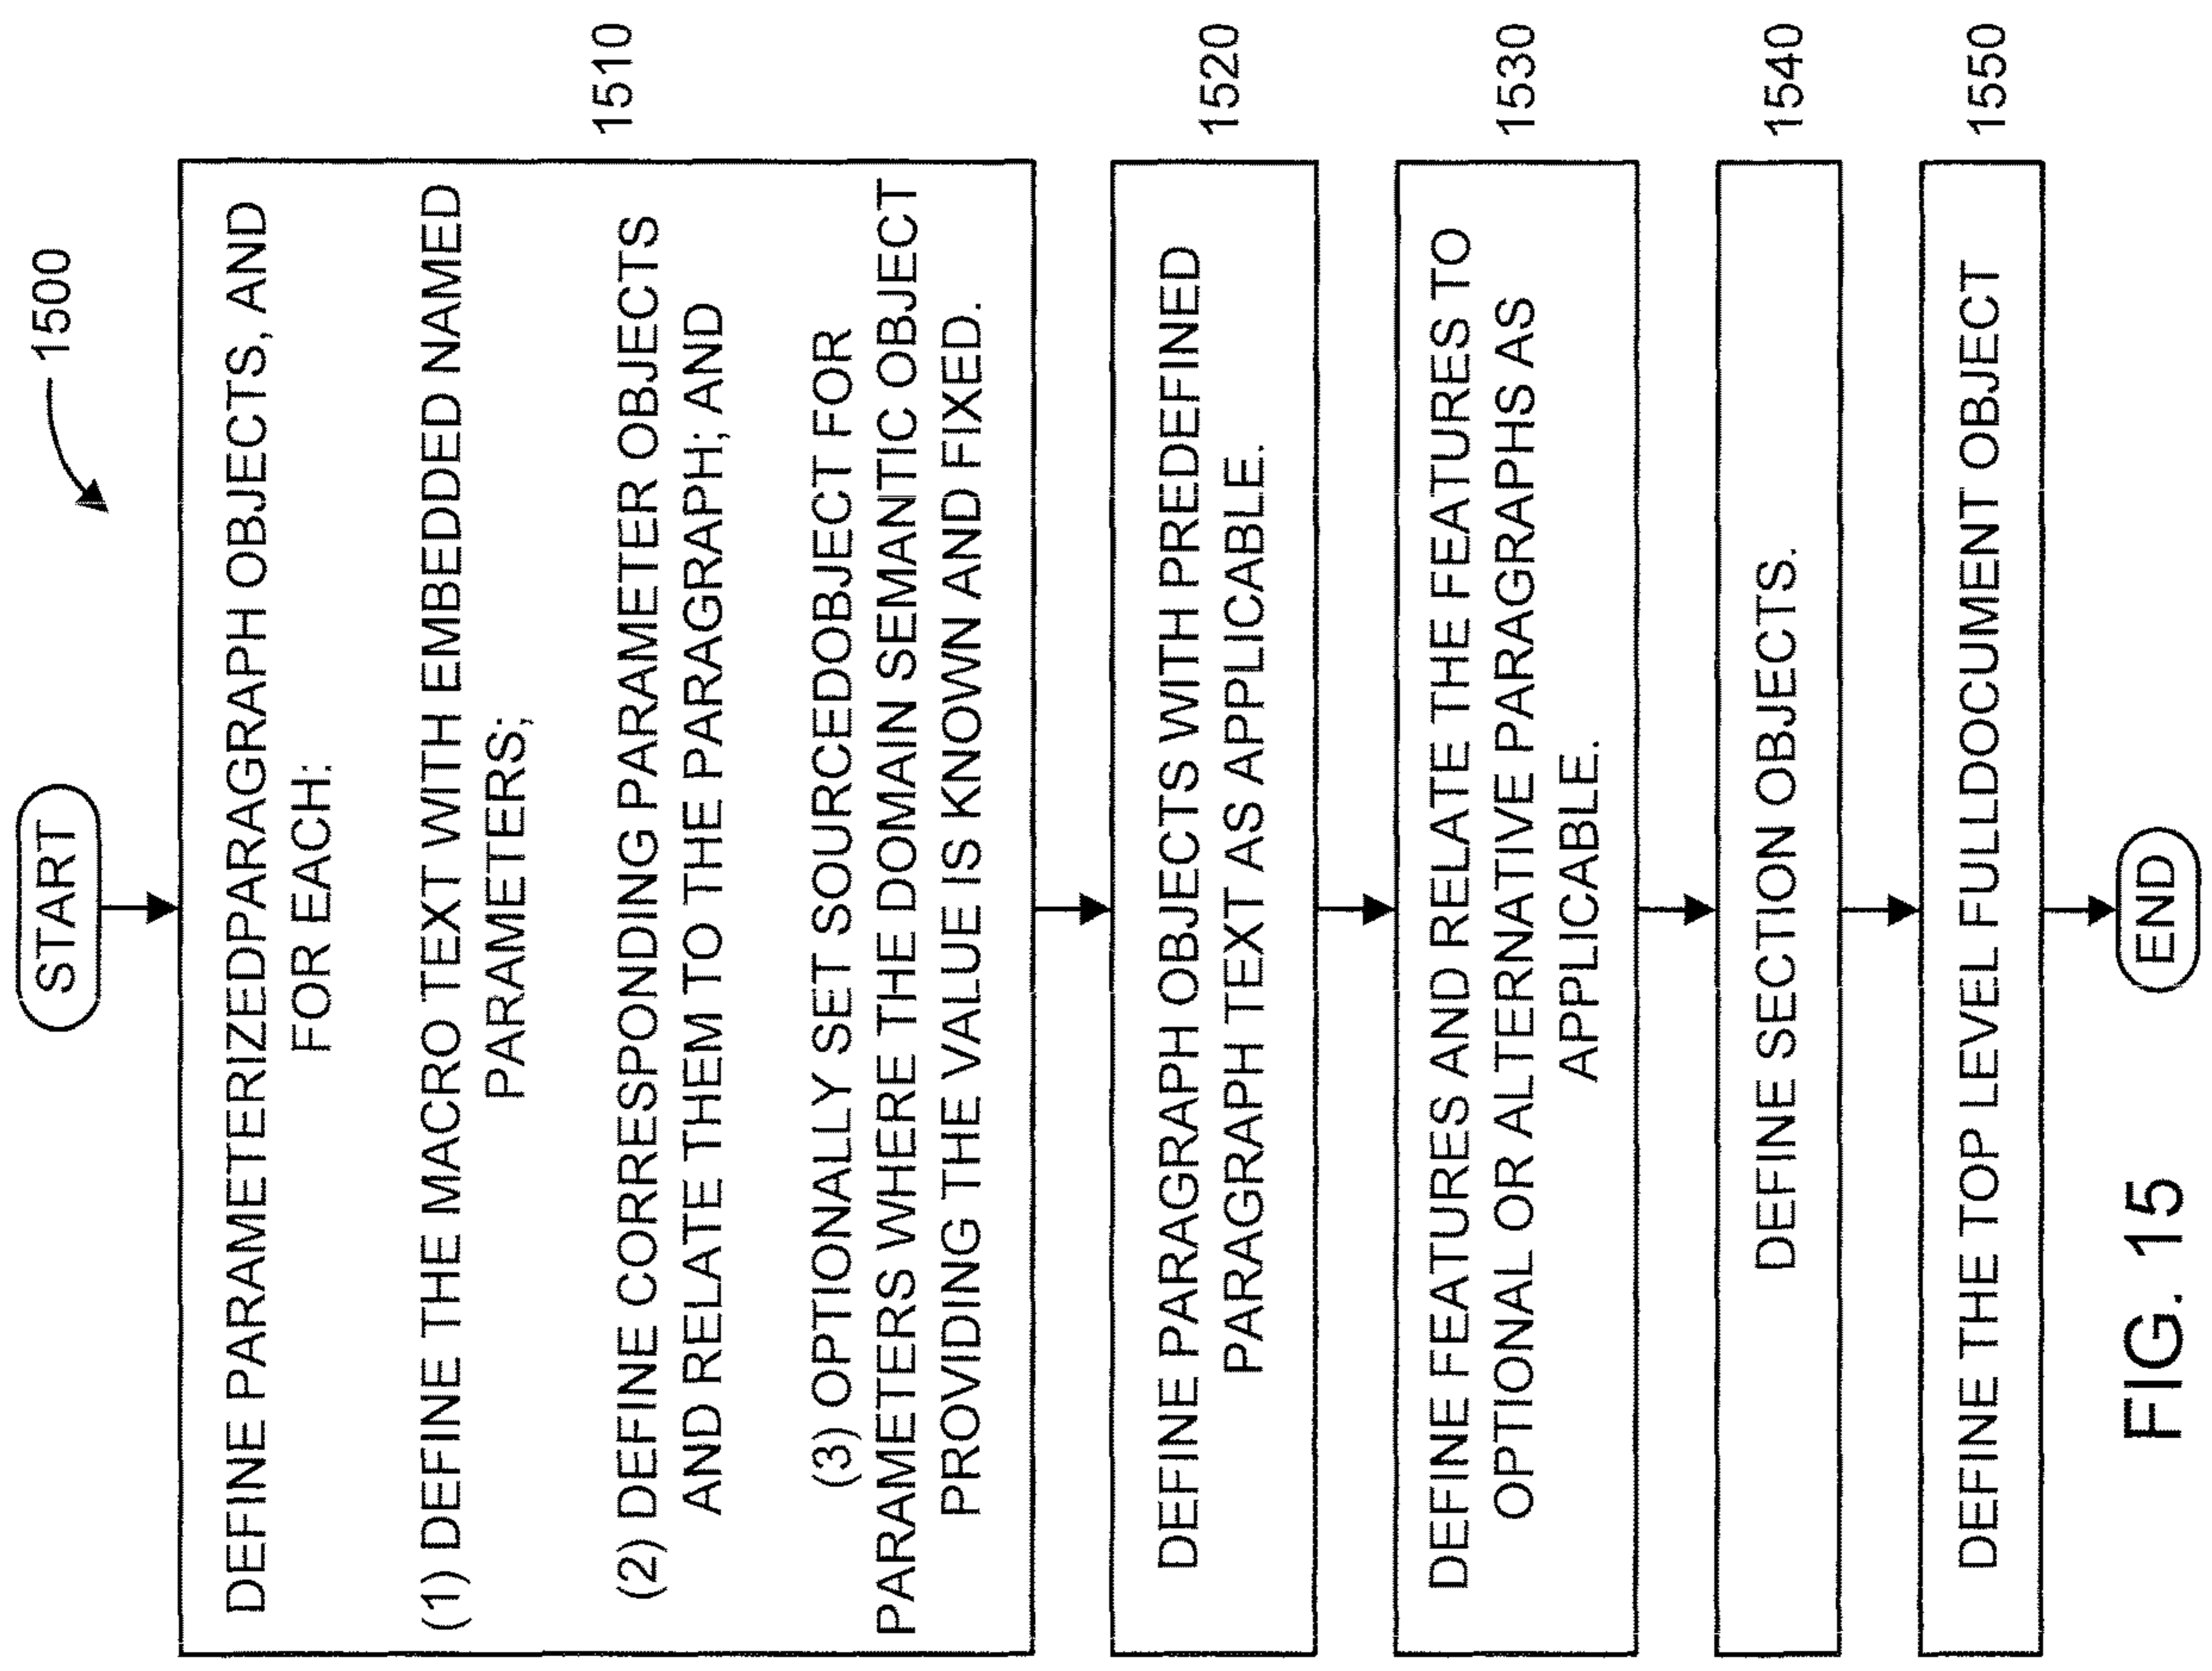 1500
START
DEFINE PARAMETERIZEDPARAGRAPH OBJECTS, AND
FOR EACH:
(1) DEFINE THE MACRO TEXT WITH EMBEDDED NAMED
PARAMETERS;
(2) DEFINE CORRESPONDING PARAMETER OBJECTS
AND RELATE THEM TO THE PARAGRAPH; AND
(3) OPTIONALLY SET SOURCEDOBJECT FOR
PARAMETERS WHERE THE DOMAIN SEMANTIC OBJECT
PROVIDING THE VALUE IS KNOWN AND FIXED.
1510
DEFINE PARAGRAPH OBJECTS WITH PREDEFINED
PARAGRAPH TEXT AS APPLICABLE.
1520
DEFINE FEATURES AND RELATE THE FEATURES TO
OPTIONAL OR ALTERNATIVE PARAGRAPHS AS
APPLICABLE.
1530
DEFINE SECTION OBJECTS.
1540
DEFINE THE TOP LEVEL FULLDOCUMENT OBJECT
1550
END
FIG. 15